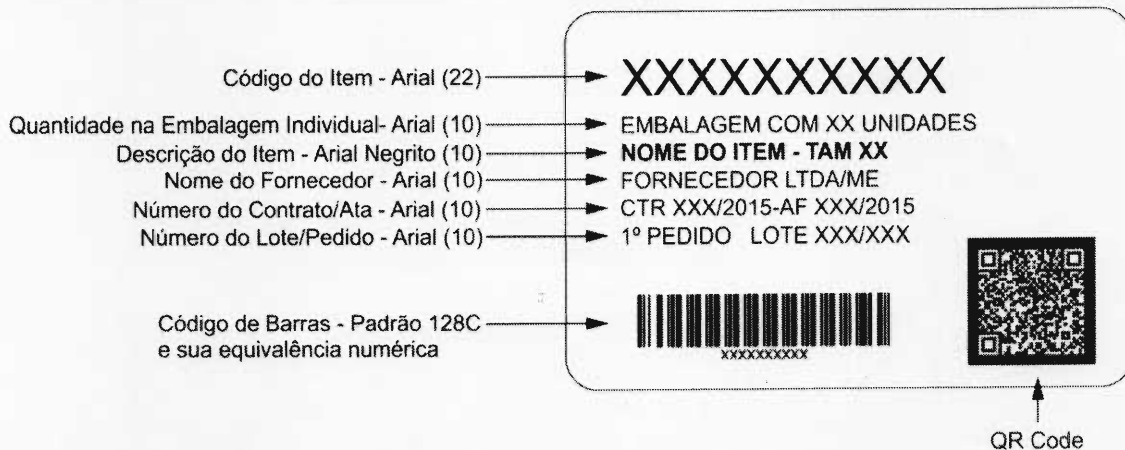 Código do Item - Arial (22)
XXXXXXXXXX
Quantidade na Embalagem Individual- Arial (10)
EMBALAGEM COM XX UNIDADES
Descrição do Item - Arial Negrito (10)
NOME DO ITEM - TAM XX
Nome do Fornecedor - Arial (10)
FORNECEDOR LTDA/ME
Número do Contrato/Ata - Arial (10)
CTR XXX/2015-AF XXX/2015
Número do Lote/Pedido - Arial (10)
1º PEDIDO LOTE XXX/XXX
Código de Barras - Padrão 128C
e sua equivalência numérica
XXXXXXXXXX
QR Code